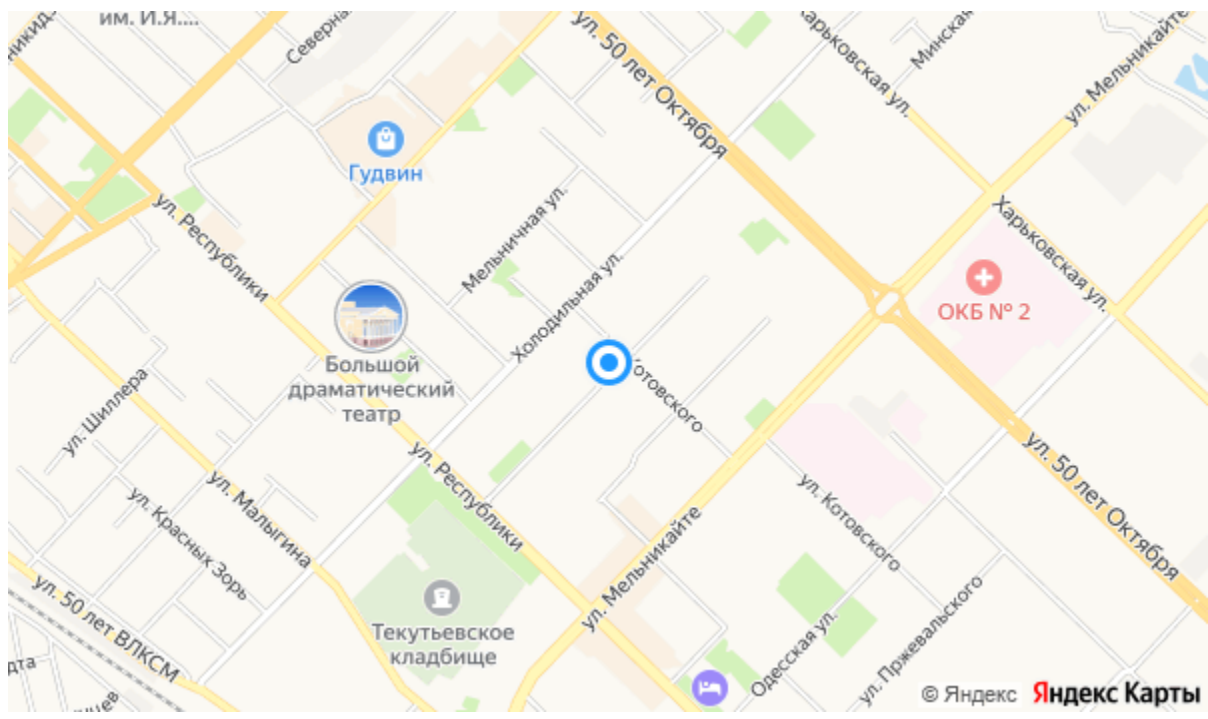 им. И.Я....
Северна
ул. 50 лет Октября
Харьковская ул.
Минская
ул. Мельникайте
Гудвин
ул. Республики
Мельничная ул.
Холодильная ул.
Харьковская ул.
ОКБ № 2
Большой
драматический
театр
Котовского
ул. Шиллера
ул. Республики
ул. Малыгина
ул. Красных Зорь
ул. Котовского
ул. 50 лет Октября
ул. Мельникайте
ул. 50 лет ВЛКСМ
Текутьевское
кладбище
Одесская ул.
ул. Пржевальского
дта
© Яндекс Яндекс Карты